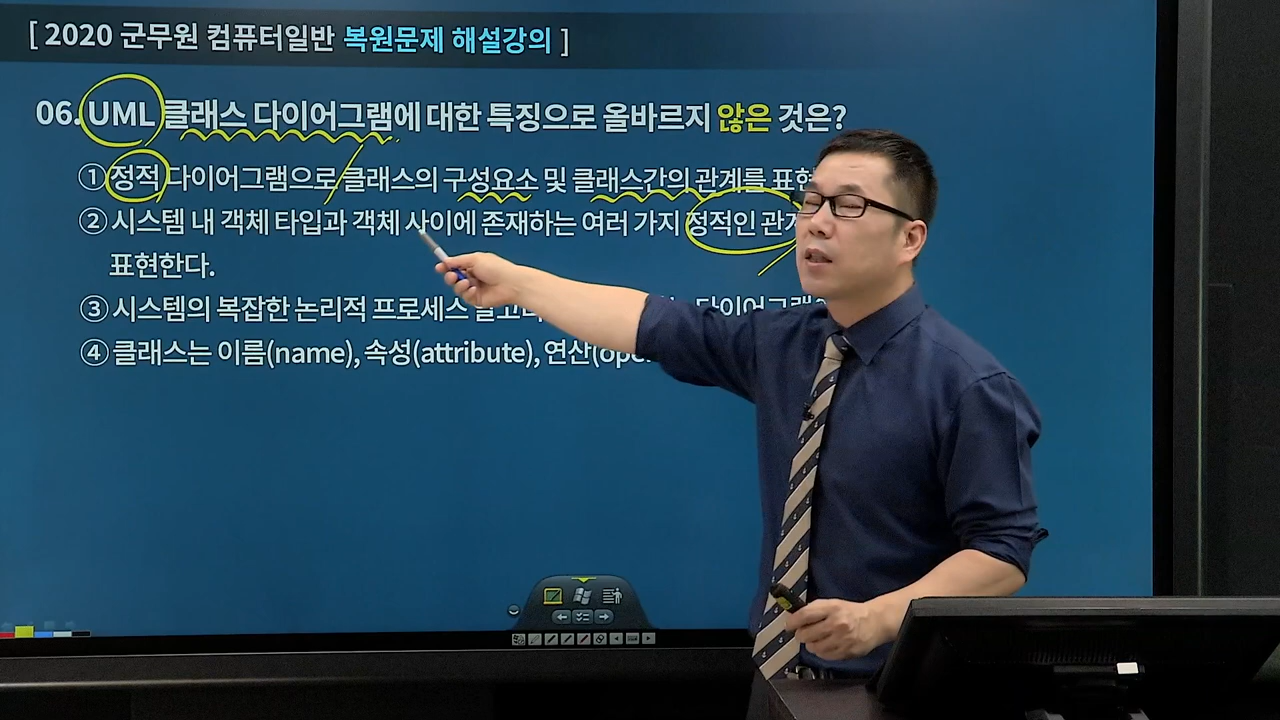 [ 2020 군무원 컴퓨터일반 복원문제 해설강의 ]
06. UML 클래스 다이어그램에 대한 특징으로 올바르지 않은 것은?
① 정적 다이어그램으로 클래스의 구성요소 및 클래스간의 관계를
② 시스템 내 객체 타입과 객체 사이에 존재하는 여러 가지 정적인
표현한다.
③ 시스템의 복잡한 논리적 프로세스
④ 클래스는 이름(name), 속성(attribute),